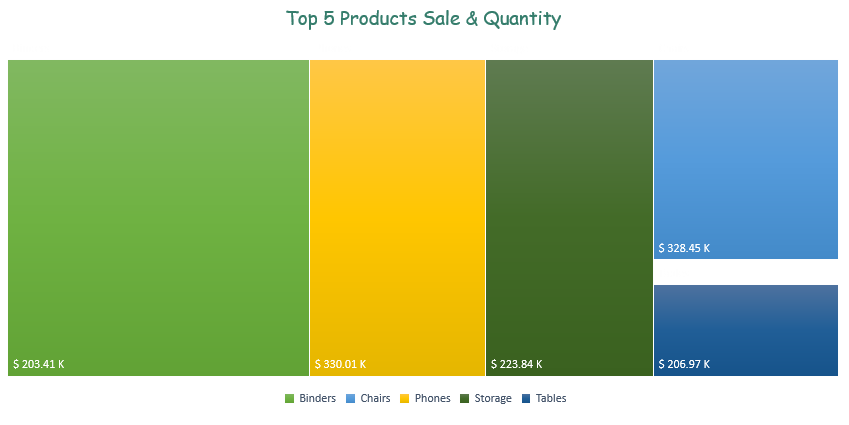 Top 5 Products Sale & Quantity
$ 328.45 K
$ 203.41 K
$ 330.01 K
$ 223.84 K
$ 206.97 K
Binders Chairs Phones Storage Tables